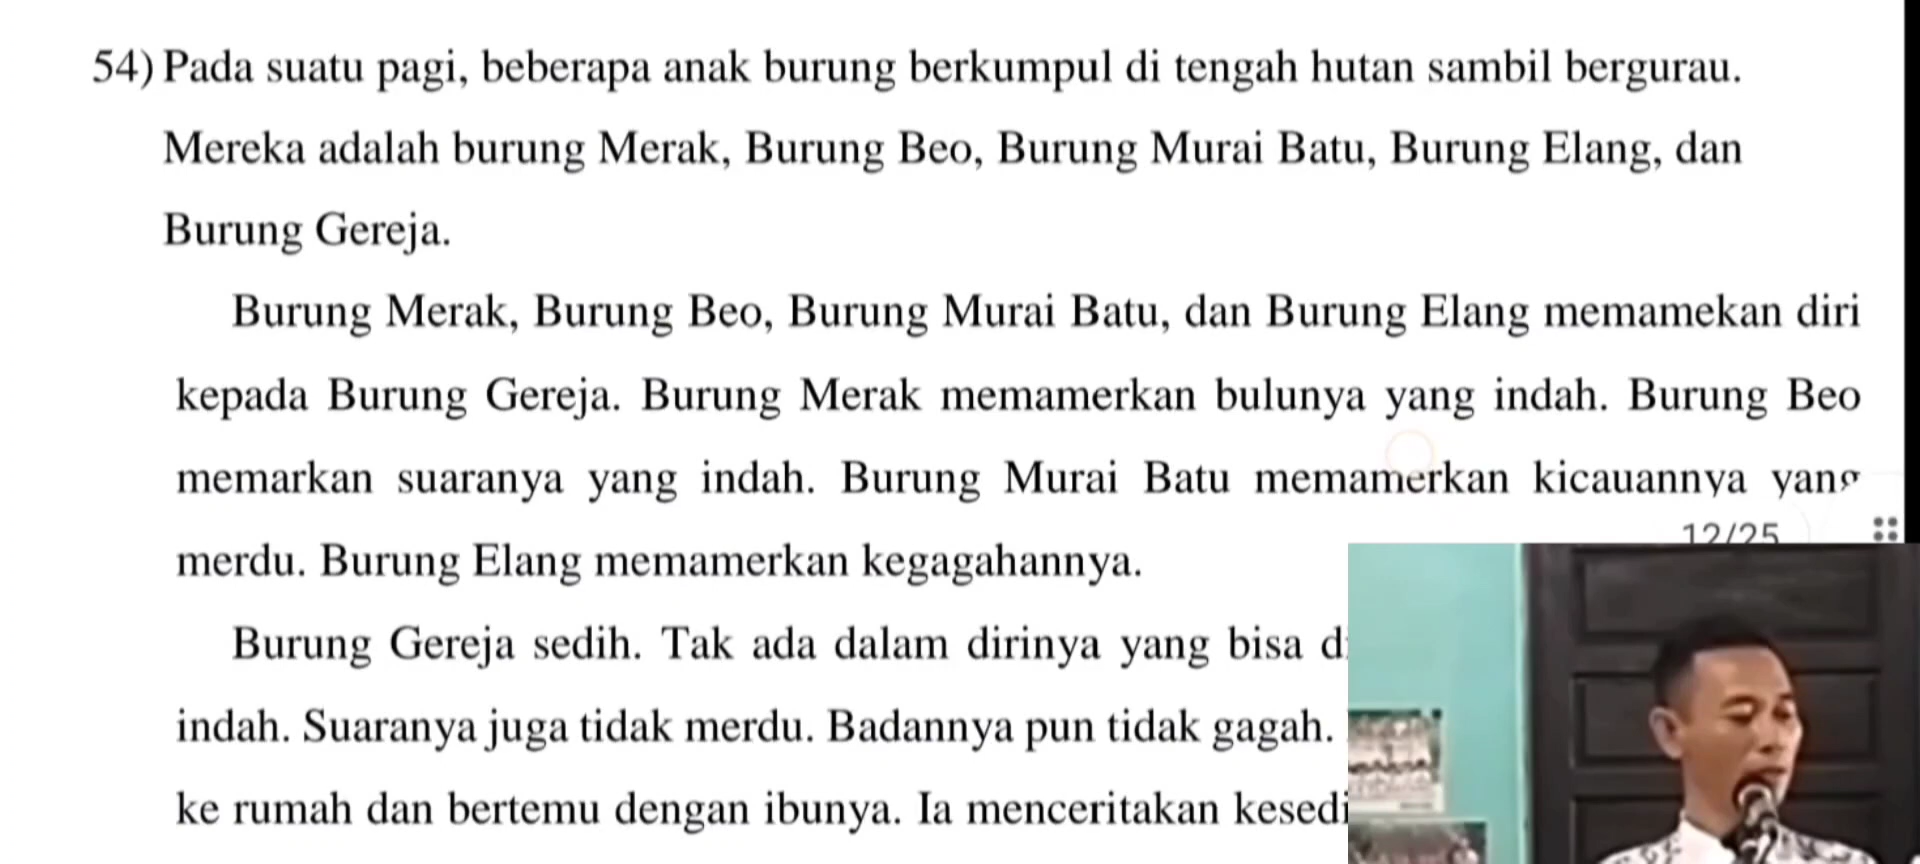 54) Pada suatu pagi, beberapa anak burung berkumpul di tengah hutan sambil bergurau.
Mereka adalah burung Merak, Burung Beo, Burung Murai Batu, Burung Elang, dan
Burung Gereja.
Burung Merak, Burung Beo, Burung Murai Batu, dan Burung Elang memamekan diri
kepada Burung Gereja. Burung Merak memamerkan bulunya yang indah. Burung Beo
memarkan suaranya yang indah. Burung Murai Batu memamerkan kicauannya yang
12/25
merdu. Burung Elang memamerkan kegagahannya.
Burung Gereja sedih. Tak ada dalam dirinya yang bisa
indah. Suaranya juga tidak merdu. Badannya pun tidak gagah.
ke rumah dan bertemu dengan ibunya. Ia menceritakan